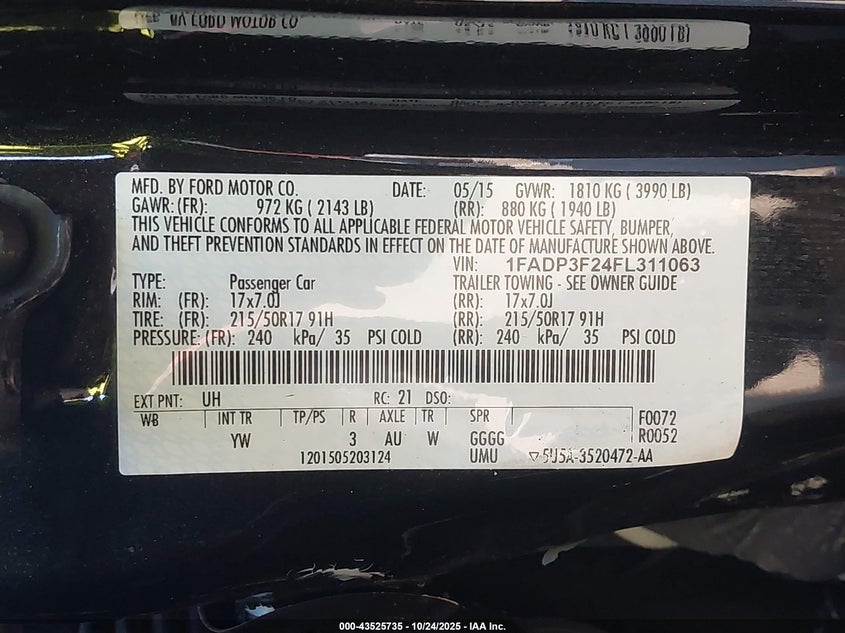 MFD. BY FORD MOTOR CO. DATE: 05/15 GVWR: 1810 KG ( 3990 LB)
GAWR: (FR): 972 KG ( 2143 LB) (RR): 880 KG ( 1940 LB)
THIS VEHICLE CONFORMS TO ALL APPLICABLE FEDERAL MOTOR VEHICLE SAFETY, BUMPER,
AND THEFT PREVENTION STANDARDS IN EFFECT ON THE DATE OF MANUFACTURE SHOWN ABOVE.
VIN: 1FADP3F24FL311063
TYPE: Passenger Car TRAILER TOWING - SEE OWNER GUIDE
RIM: (FR): 17x7.0J (RR): 17x7.0J
TIRE: (FR): 215/50R17 91H (RR): 215/50R17 91H
PRESSURE: (FR): 240 kPa/ 35 PSI COLD (RR): 240 kPa/ 35 PSI COLD
EXT PNT: UH RC: 21 DSO:
WB INT TR TP/PS R AXLE TR SPR F0072
YW 3 AU W GGGG R0052
1201505203124 UMU ▽5U5A-3520472-AA
000-43525735 - 10/24/2025 - IAA Inc.